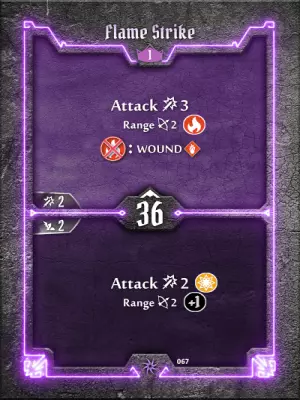 Flame Strike
1
Attack 3
Range 2
: WOUND
2
36
2
Attack 2
Range 2 +1
067